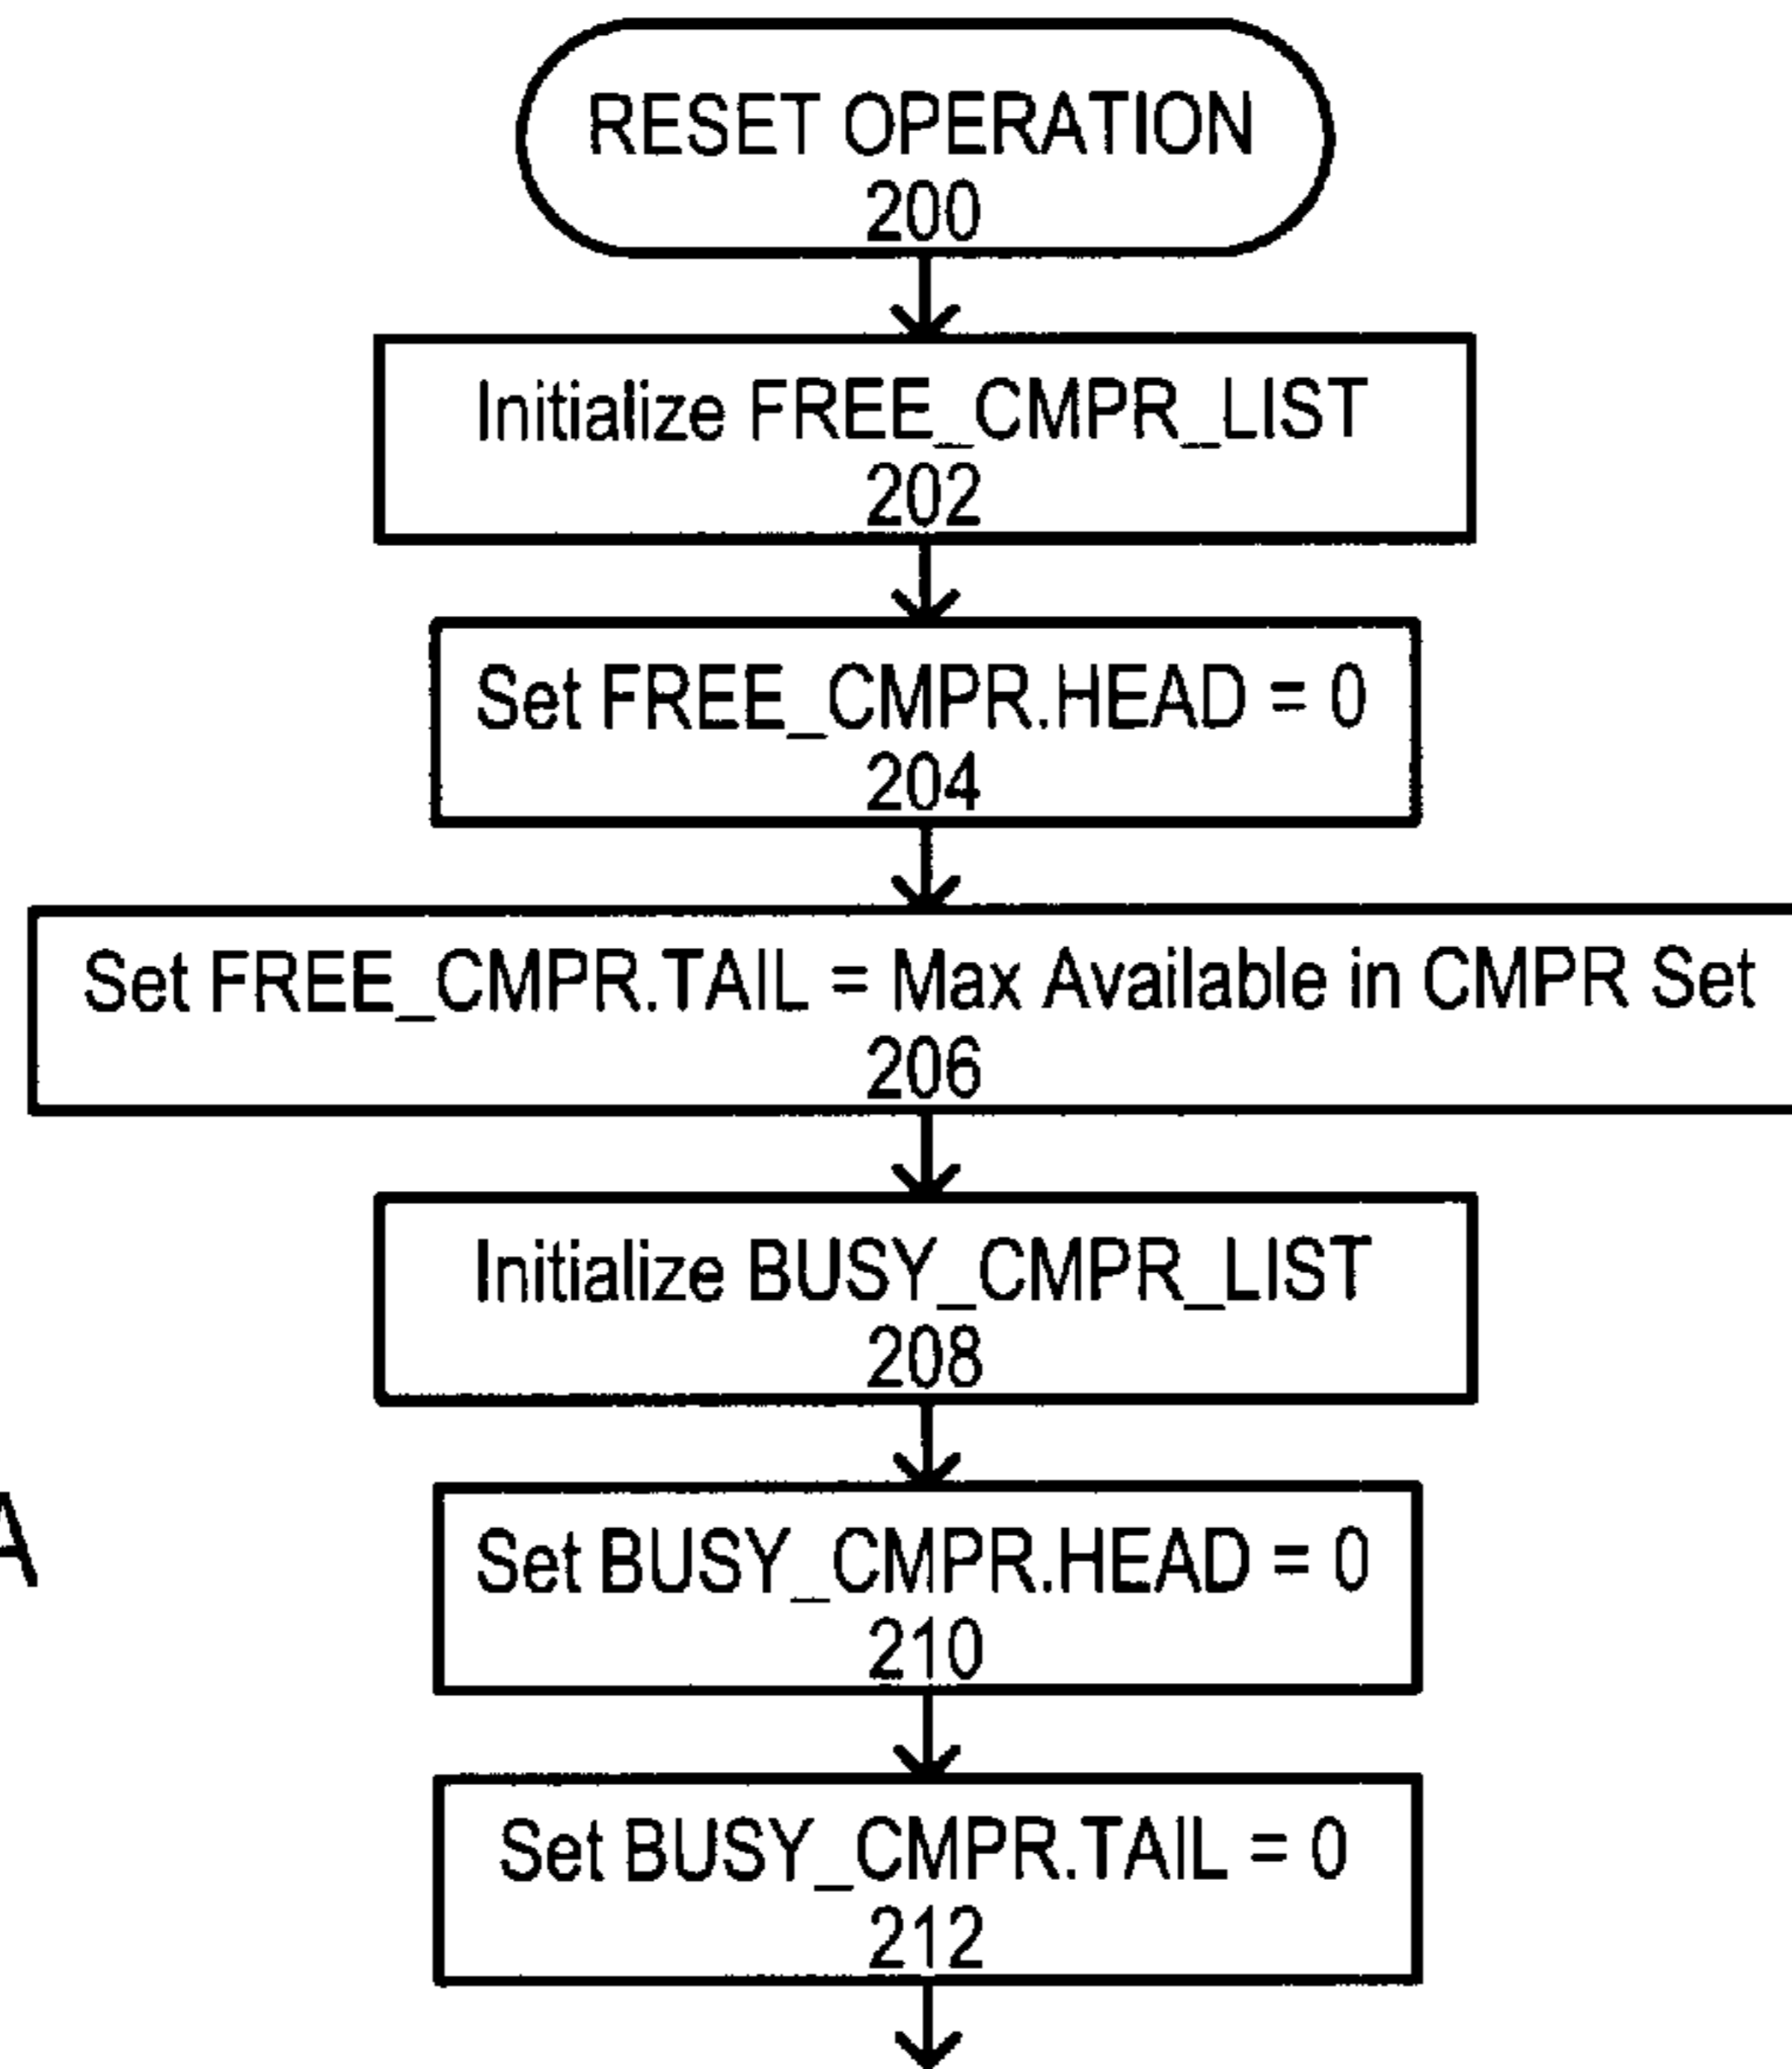 RESET OPERATION
200
Initialize FREE_CMPR_LIST
202
Set FREE_CMPR.HEAD = 0
204
Set FREE_CMPR.TAIL = Max Available in CMPR Set
206
Initialize BUSY_CMPR_LIST
208
A
Set BUSY_CMPR.HEAD = 0
210
Set BUSY_CMPR.TAIL = 0
212